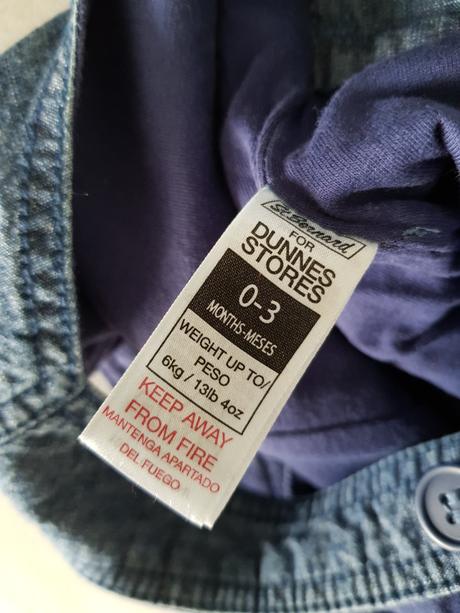 St. Bernard
FOR
DUNNES
STORES
0-3
MONTHS-MESES
WEIGHT UP TO/
PESO
6kg / 13lb 4oz
KEEP AWAY
FROM FIRE
MANTENGA APARTADO
DEL FUEGO